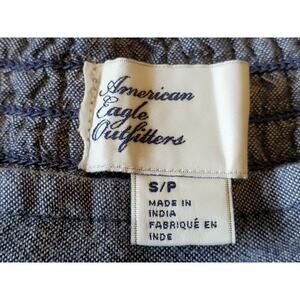 American
Eagle
Outfitters
S/P
MADE IN
INDIA
FABRIQUÉ EN
INDE